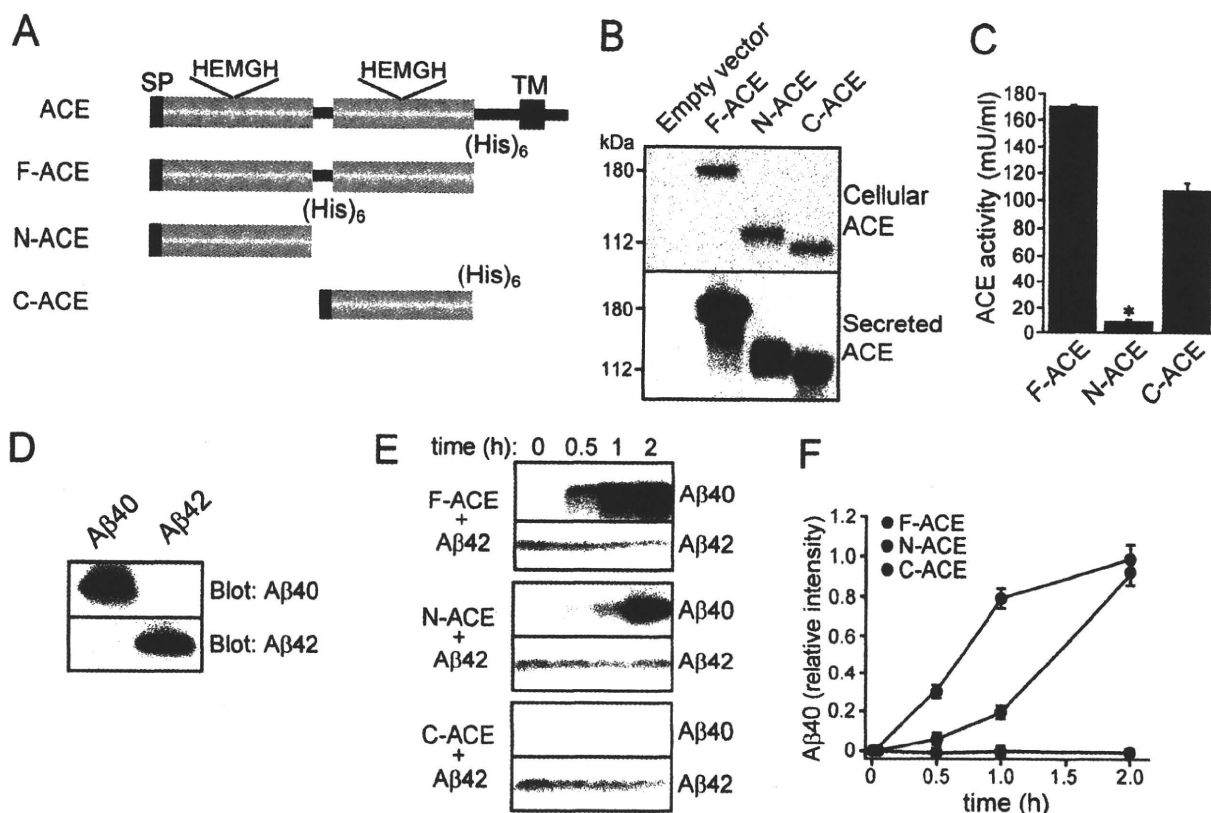 A
SP
HEMGH
HEMGH
TM
ACE
(His)6
F-ACE
(His)6
N-ACE
(His)6
C-ACE
B
Empty vector
F-ACE
N-ACE
C-ACE
kDa
180
112
Cellular
ACE
180
112
Secreted
ACE
C
ACE activity (mU/ml)
180
160
140
120
100
80
60
40
20
0
*
F-ACE
N-ACE
C-ACE
D
Aβ40
Aβ42
Blot: Aβ40
Blot: Aβ42
E
time (h): 0 0.5 1 2
F-ACE
+
Aβ42
Aβ40
Aβ42
N-ACE
+
Aβ42
Aβ40
Aβ42
C-ACE
+
Aβ42
Aβ40
Aβ42
F
Aβ40 (relative intensity)
1.2
1.0
0.8
0.6
0.4
0.2
0
F-ACE
N-ACE
C-ACE
0 0.5 1.0 1.5 2.0
time (h)